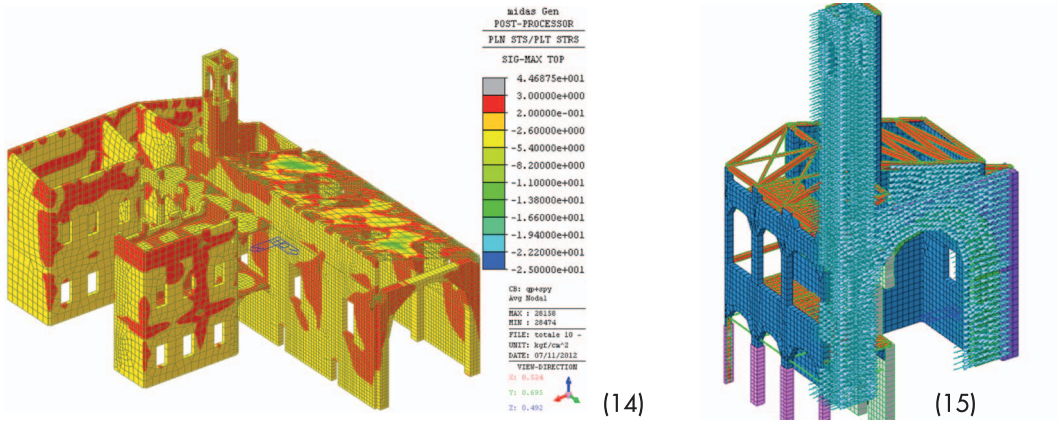 midas Gen
POST-PROCESSOR
PLN STS/PLT STRS
SIG-MAX TOP
4.46875e+001
3.00000e+000
2.00000e-001
-2.60000e+000
-5.40000e+000
-8.20000e+000
-1.10000e+001
-1.38000e+001
-1.66000e+001
-1.94000e+001
-2.22000e+001
-2.50000e+001
CB: qp+spy
Avg Nodal
MAX : 28158
MIN : 28474
FILE: totale 10 ~
UNIT: kgf/cm^2
DATE: 07/11/2012
VIEW-DIRECTION
X: 0.524
Y: 0.695
Z: 0.492
(14)
(15)